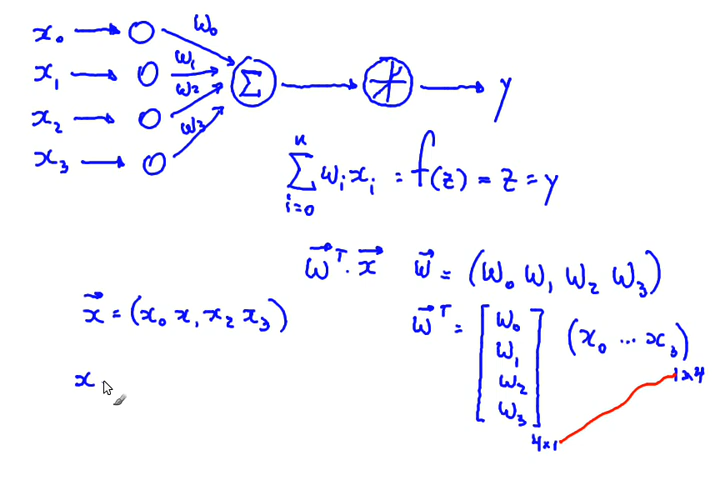 x₀ w₀
x₁ w₁ Σ y
x₂ w₂
x₃ w₃
n
Σ wᵢxᵢ = f(z) = z = y
i=0
w⃗ᵀ · x⃗ w⃗ = (w₀ w₁ w₂ w₃)
x⃗ = (x₀ x₁ x₂ x₃)
w⃗ᵀ = [w₀ w₁ w₂ w₃] (x₀ ... x₃)
4x1 1x4
x